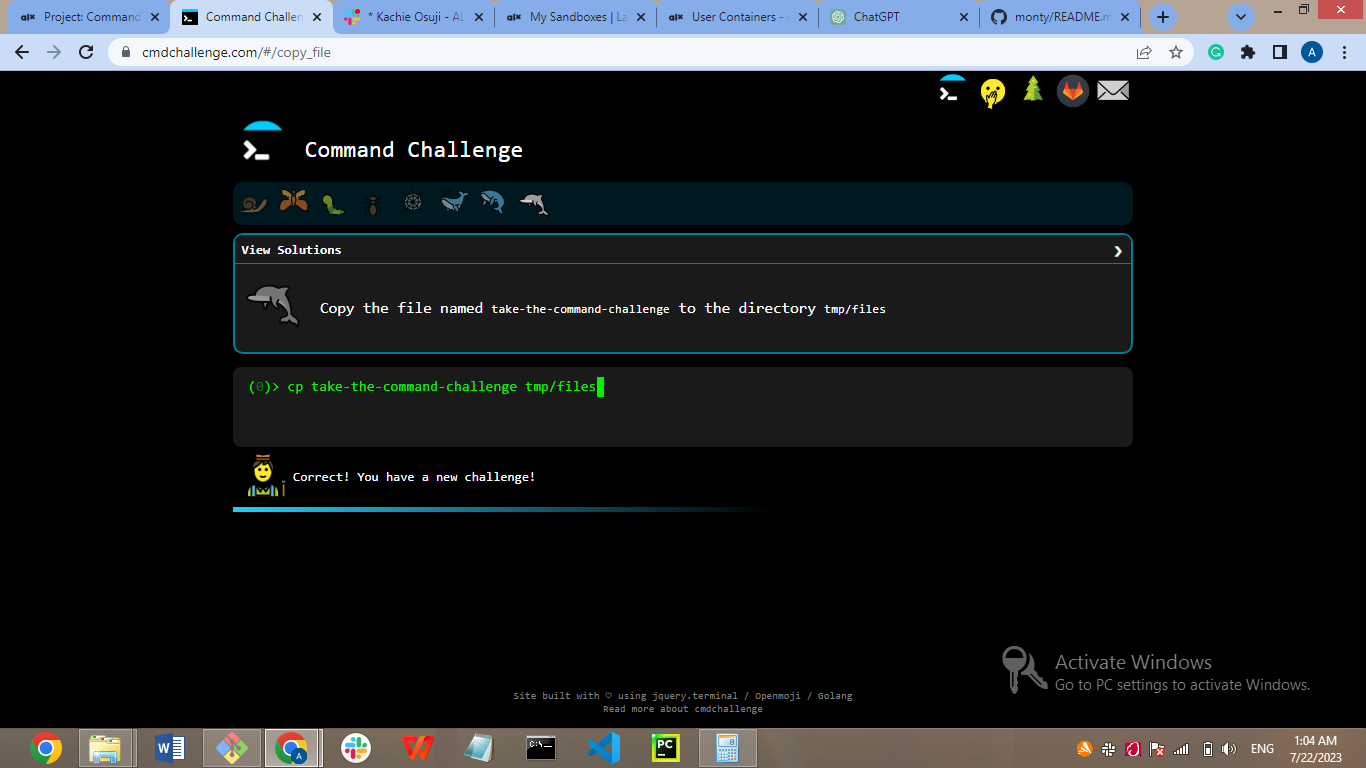 Project: Command
Command Challen
* Kachie Osuji - AL
My Sandboxes | La
User Containers -
ChatGPT
monty/README.m
cmdchallenge.com/#/copy_file
A
Command Challenge
View Solutions
Copy the file named take-the-command-challenge to the directory tmp/files
(0)> cp take-the-command-challenge tmp/files
Correct! You have a new challenge!
Activate Windows
Go to PC settings to activate Windows.
Site built with ♡ using jquery.terminal / Openmoji / Golang
Read more about cmdchallenge
ENG
1:04 AM
7/22/2023